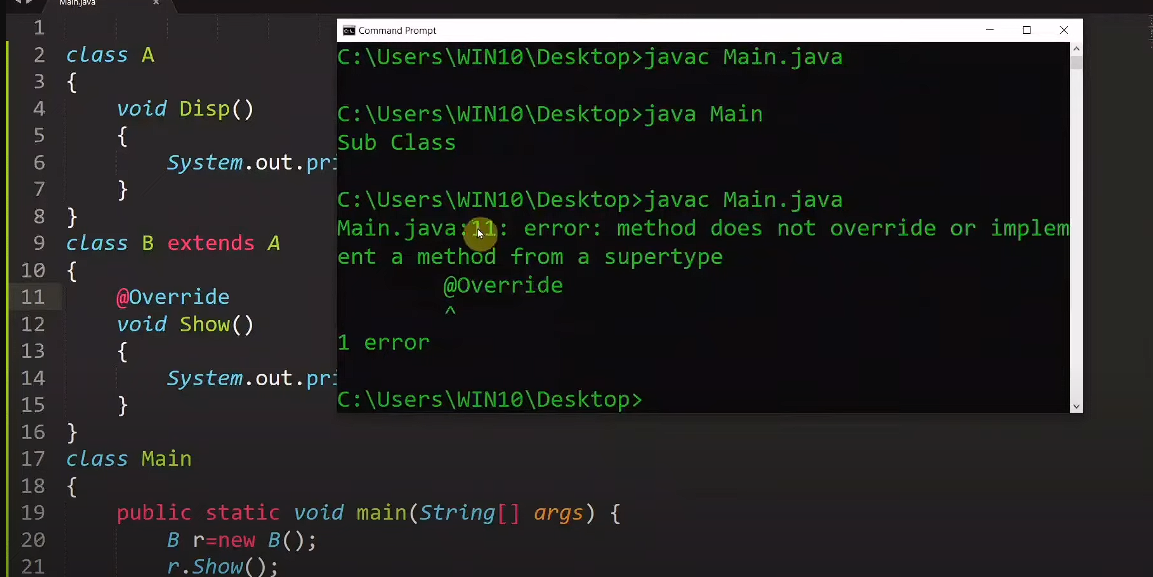 Main.java
1
2 class A
3 {
4 void Disp()
5 {
6 System.out.pri
7 }
8 }
9 class B extends A
10 {
11 @Override
12 void Show()
13 {
14 System.out.pri
15 }
16 }
17 class Main
18 {
19 public static void main(String[] args) {
20 B r=new B();
21 r.Show();
Command Prompt
C:\Users\WIN10\Desktop>javac Main.java
C:\Users\WIN10\Desktop>java Main
Sub Class
C:\Users\WIN10\Desktop>javac Main.java
Main.java:11: error: method does not override or implem
ent a method from a supertype
@Override
^
1 error
C:\Users\WIN10\Desktop>